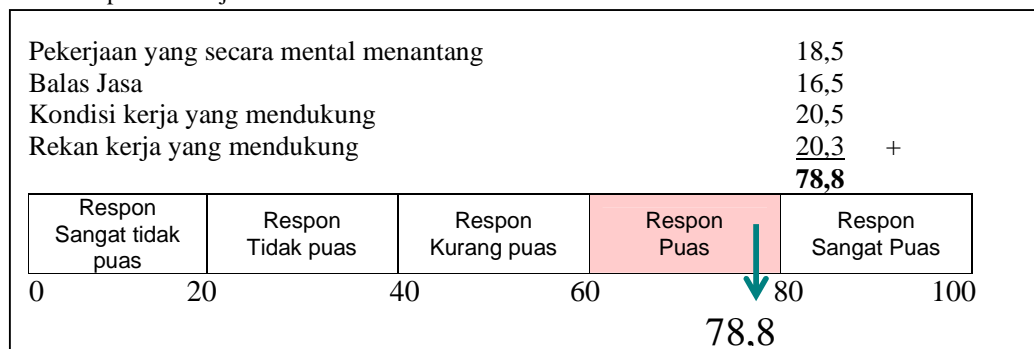 Pekerjaan yang secara mental menantang 18,5
Balas Jasa 16,5
Kondisi kerja yang mendukung 20,5
Rekan kerja yang mendukung 20,3 +
78,8
Respon Sangat tidak puas
Respon Tidak puas
Respon Kurang puas
Respon Puas
Respon Sangat Puas
0 20 40 60 80 100
78,8